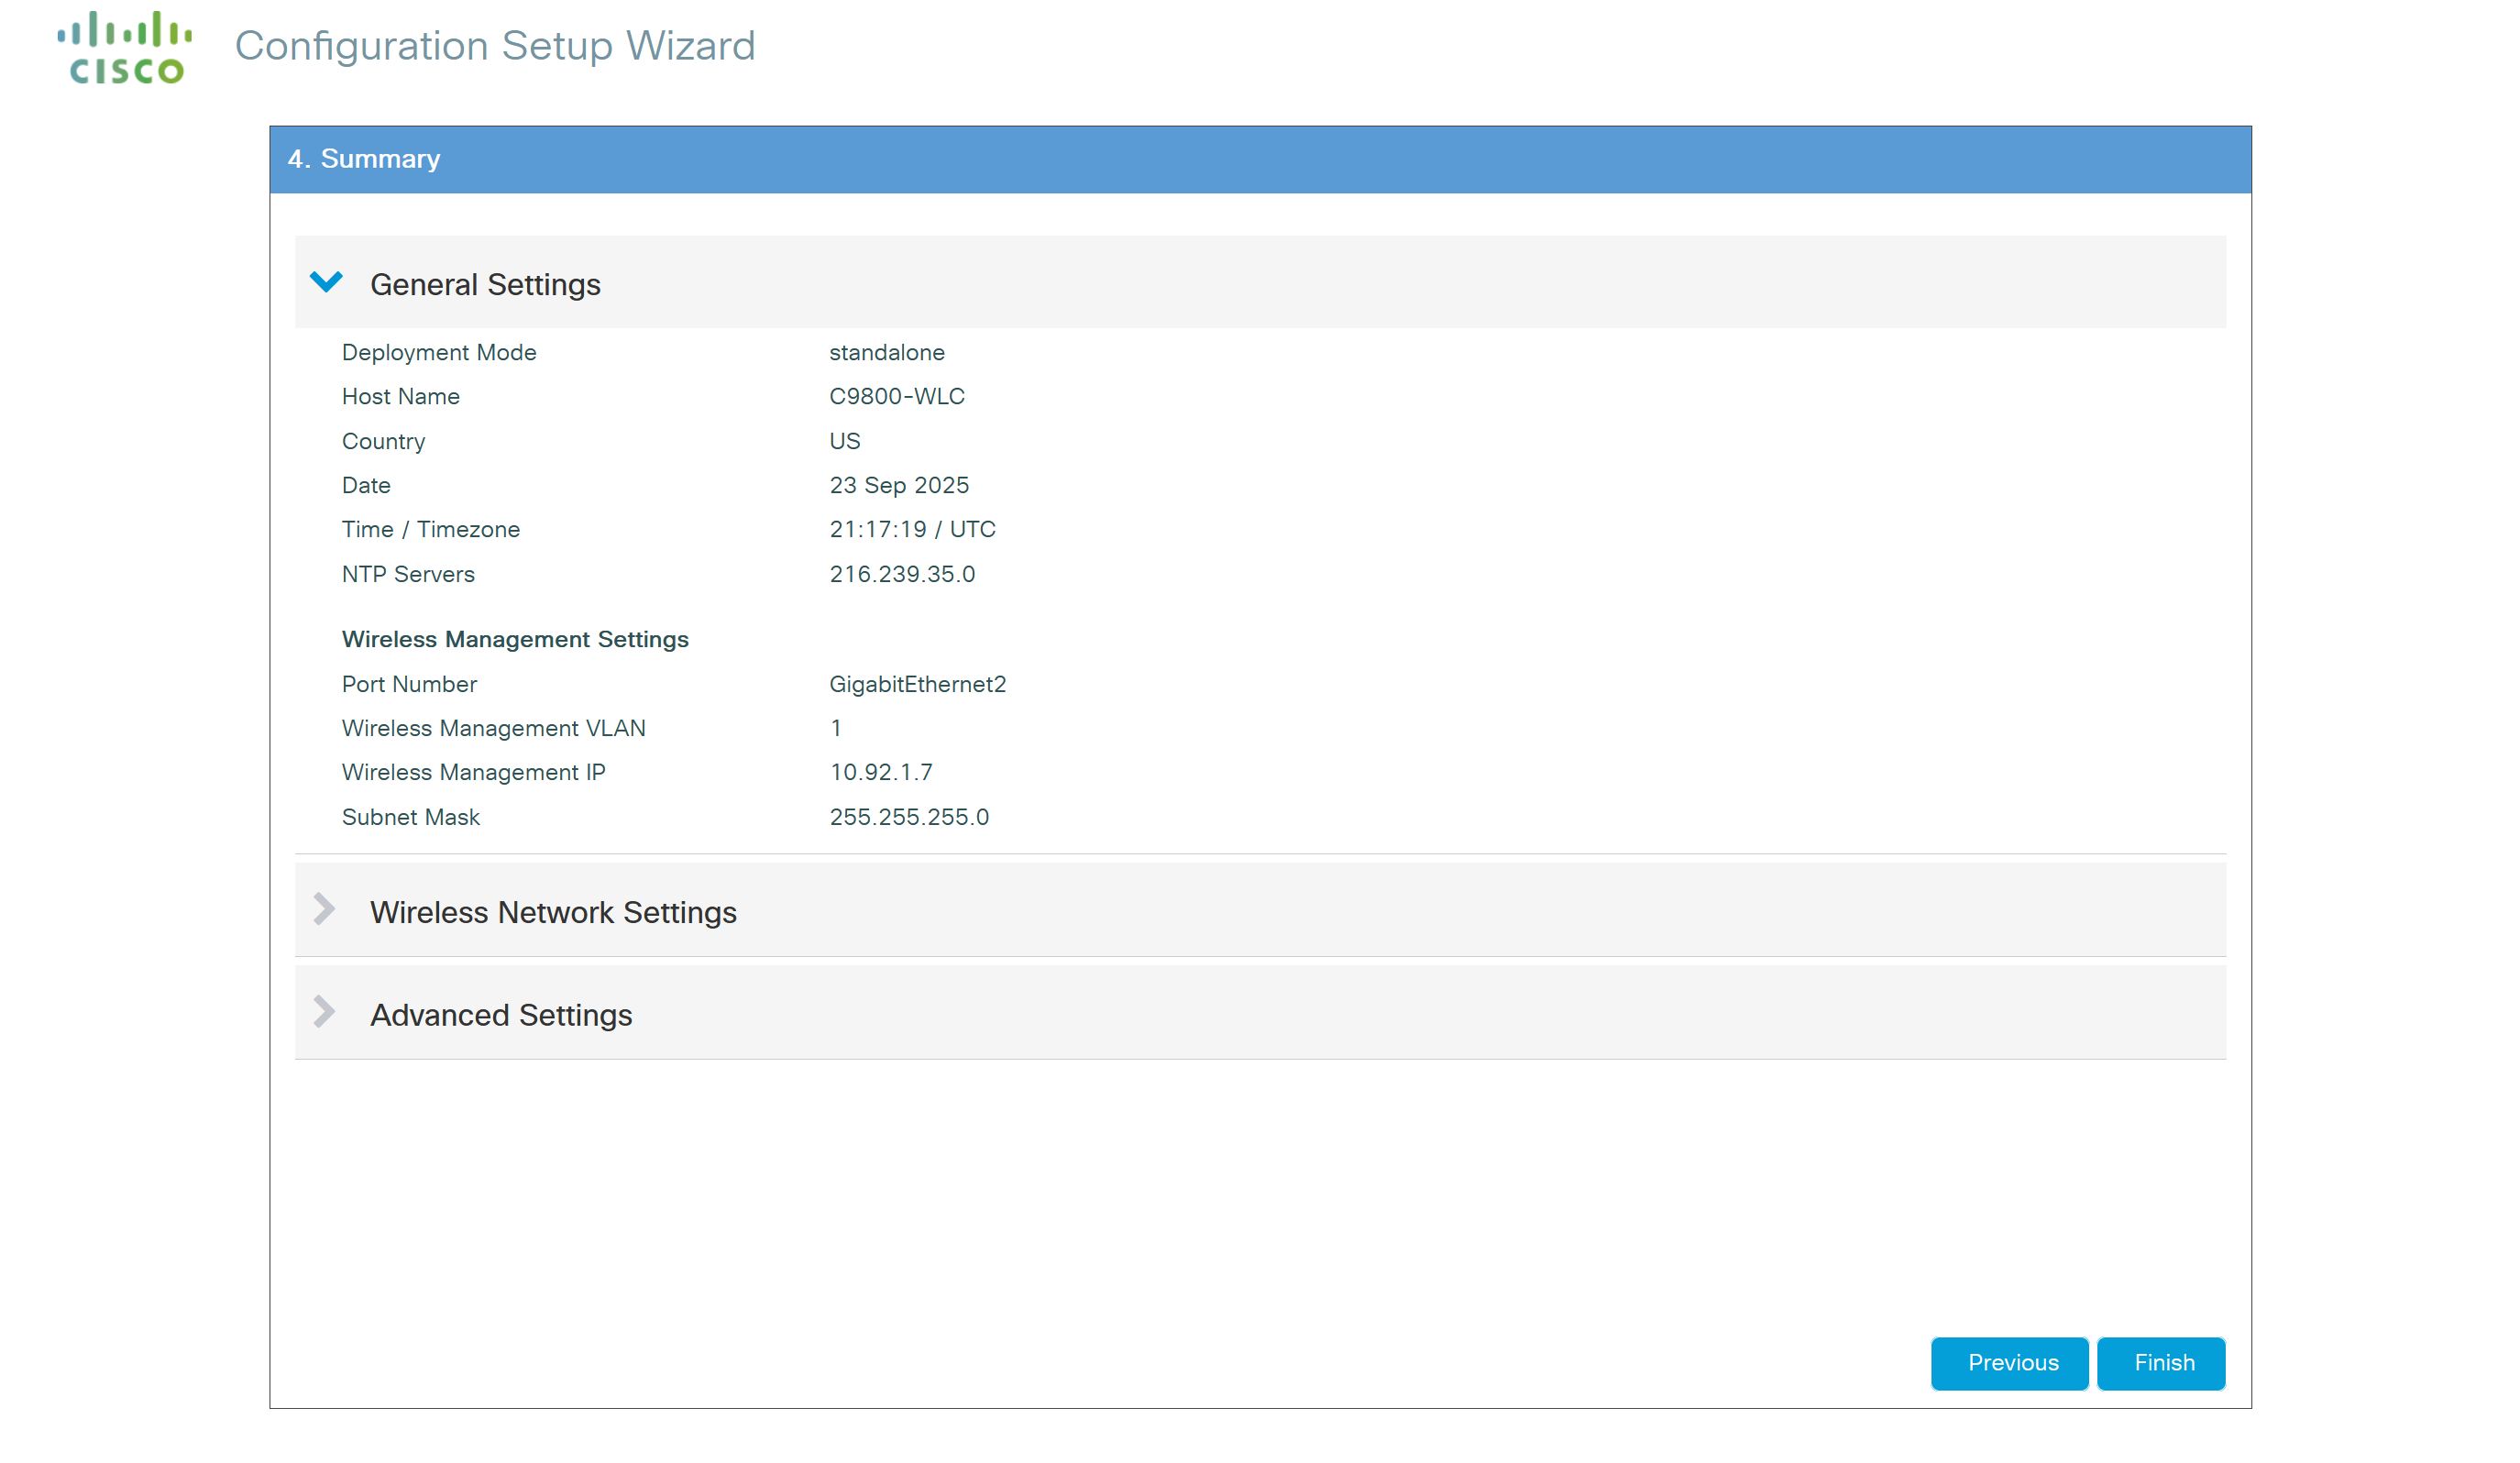 CISCO
Configuration Setup Wizard
4. Summary
General Settings
Deployment Mode standalone
Host Name C9800-WLC
Country US
Date 23 Sep 2025
Time / Timezone 21:17:19 / UTC
NTP Servers 216.239.35.0
Wireless Management Settings
Port Number GigabitEthernet2
Wireless Management VLAN 1
Wireless Management IP 10.92.1.7
Subnet Mask 255.255.255.0
Wireless Network Settings
Advanced Settings
Previous Finish